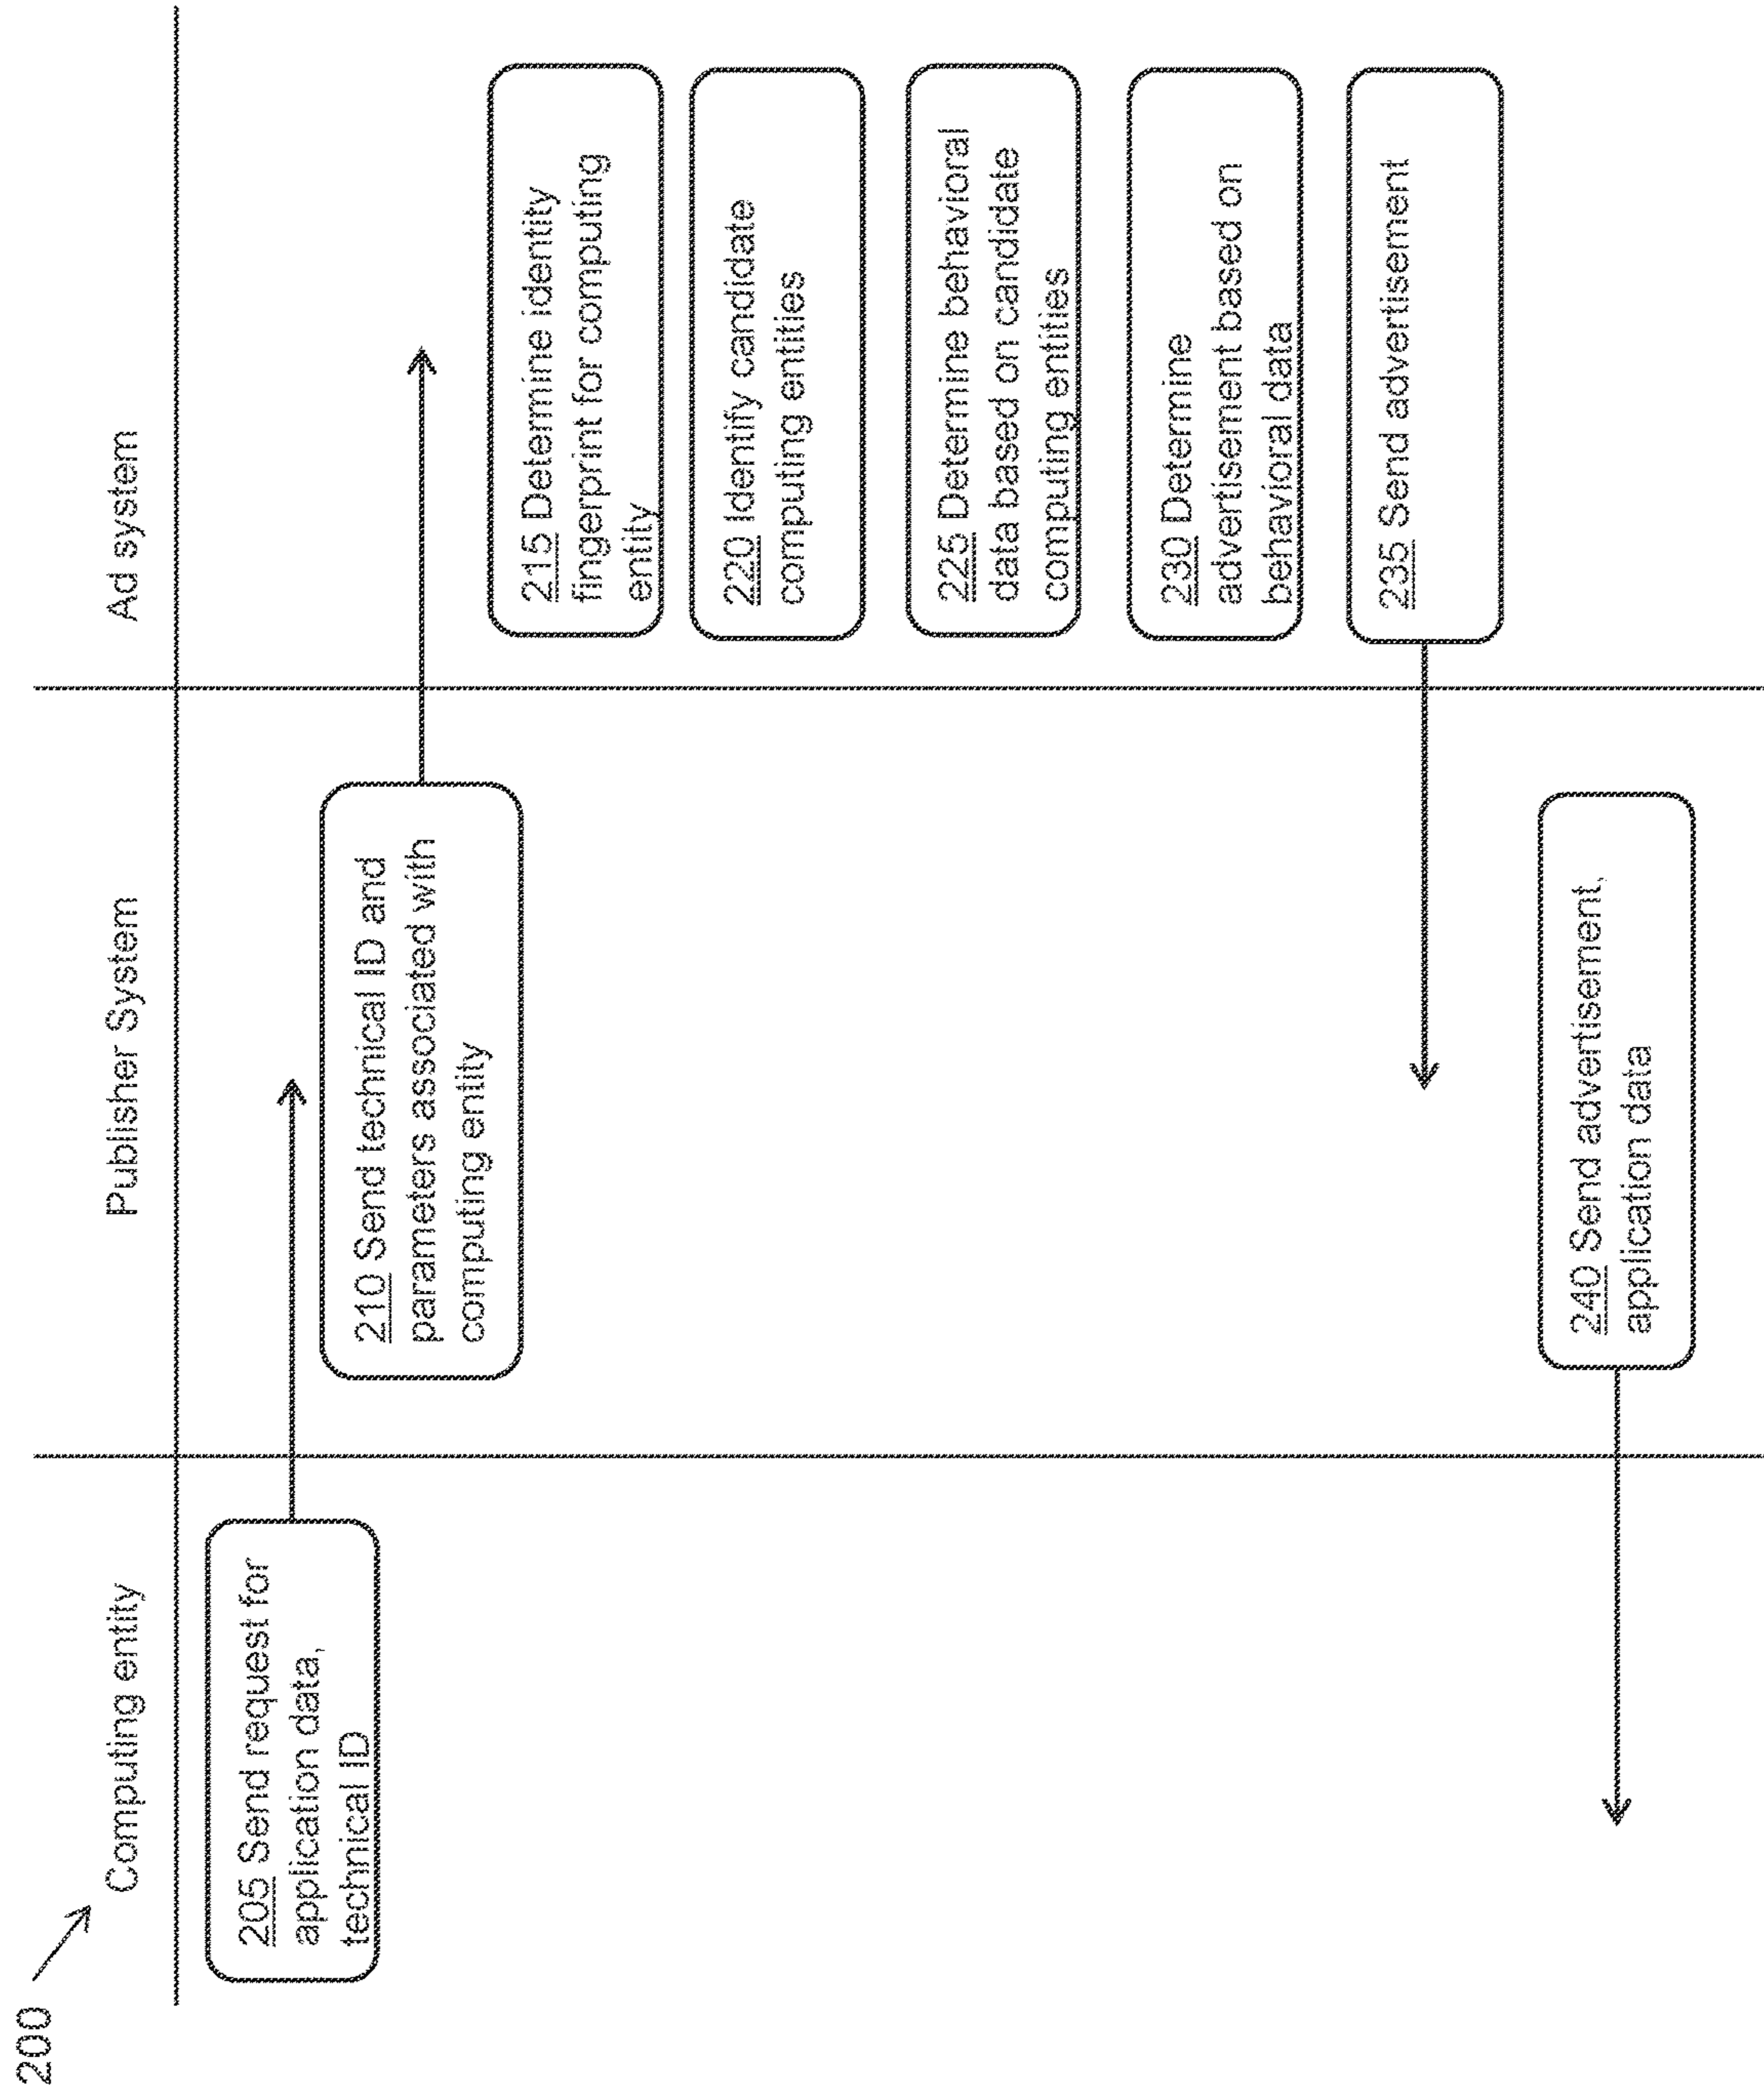 200
Computing entity
Publisher System
Ad system
205 Send request for
application data,
technical ID
210 Send technical ID and
parameters associated with
computing entity
215 Determine identity
fingerprint for computing
entity
220 Identify candidate
computing entities
225 Determine behavioral
data based on candidate
computing entities
230 Determine
advertisement based on
behavioral data
235 Send advertisement
240 Send advertisement,
application data